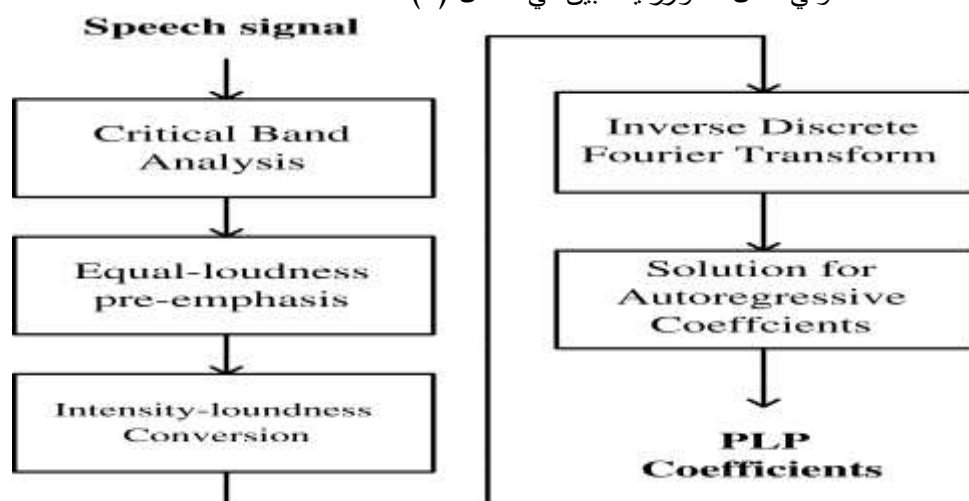 في
Speech signal
Critical Band
Analysis
Equal-loudness
pre-emphasis
Intensity-loundness
Conversion
Inverse Discrete
Fourier Transform
Solution for
Autoregressive
Coeffcients
PLP
Coefficients